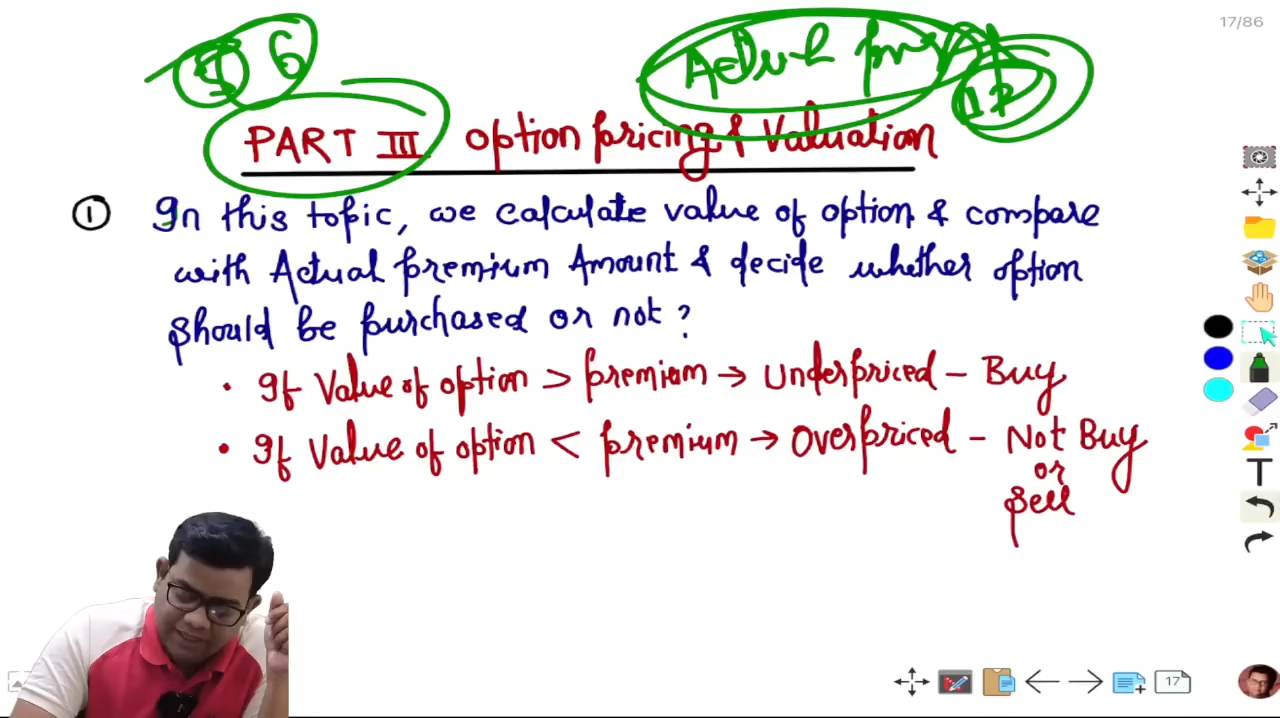 17/86
6
Actual
PART III option pricing & Valuation
① In this topic, we calculate value of option & compare
with Actual premium Amount & decide whether option
should be purchased or not?
• If Value of option > premium → Underpriced - Buy
• If Value of option < premium → Overpriced - Not Buy
or
Sell
T
17